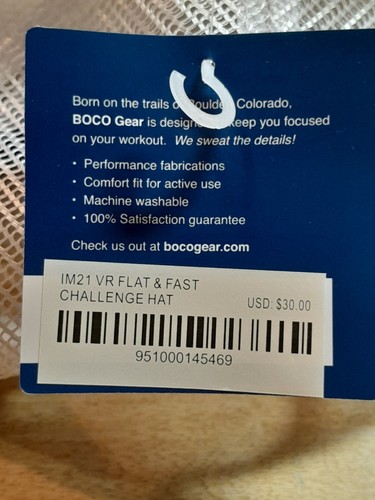 Born on the trails Colorado,
BOCO Gear is keep you focused
on your workout. We sweat the details!
• Performance fabrications
• Comfort fit for active use
• Machine washable
• 100% Satisfaction guarantee
Check us out at bocogear.com
IM21 VR FLAT & FAST
CHALLENGE HAT USD: $30.00
951000145469